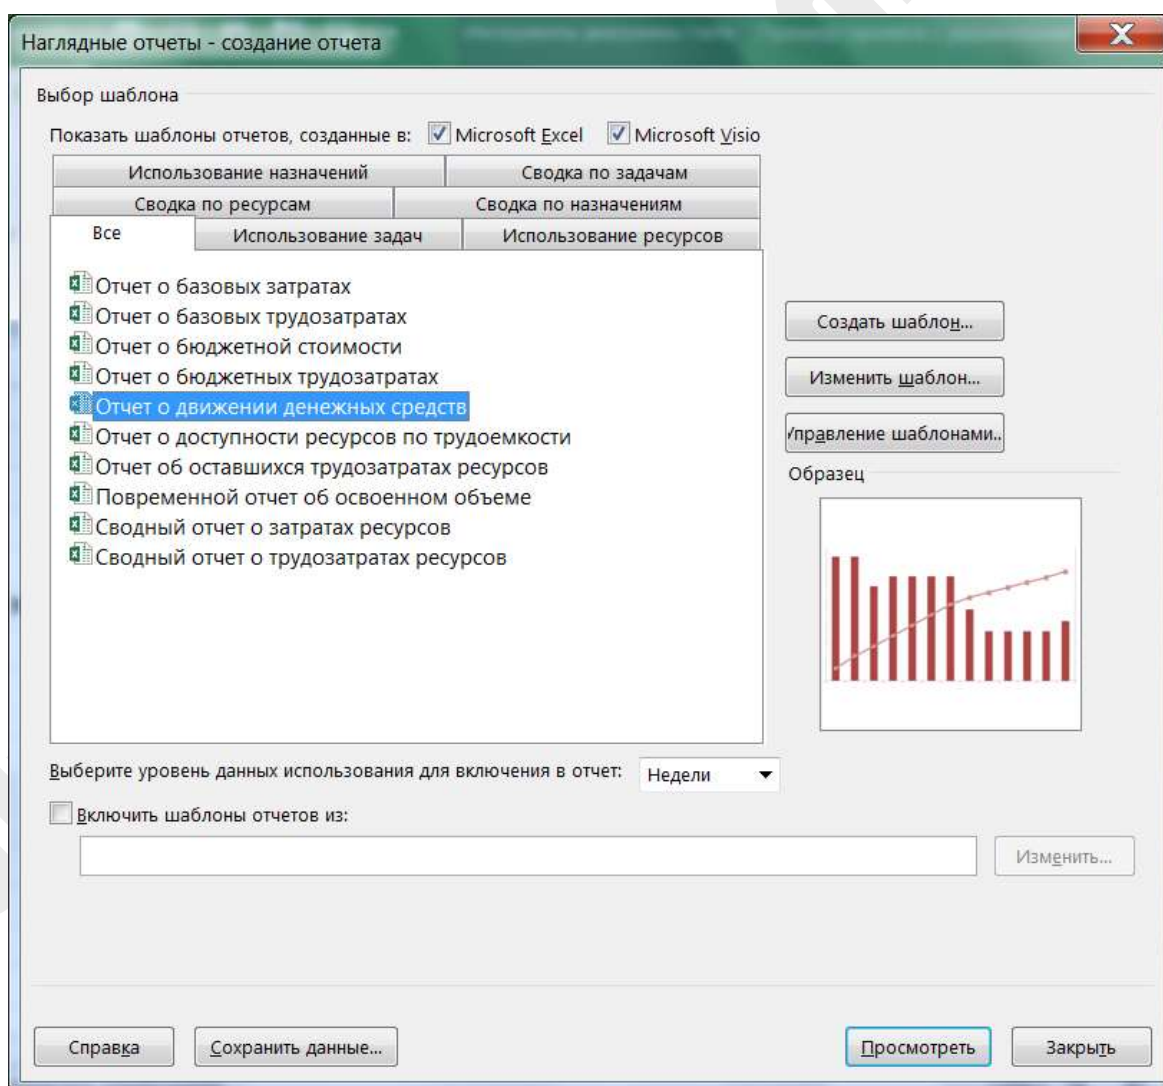 Наглядные отчеты - создание отчета
Выбор шаблона
Показать шаблоны отчетов, созданные в: Microsoft Excel Microsoft Visio
Использование назначений Сводка по задачам
Сводка по ресурсам Сводка по назначениям
Все Использование задач Использование ресурсов
Отчет о базовых затратах
Отчет о базовых трудозатратах
Отчет о бюджетной стоимости
Отчет о бюджетных трудозатратах
Отчет о движении денежных средств
Отчет о доступности ресурсов по трудоемкости
Отчет об оставшихся трудозатратах ресурсов
Повременной отчет об освоенном объеме
Сводный отчет о затратах ресурсов
Сводный отчет о трудозатратах ресурсов
Создать шаблон...
Изменить шаблон...
Управление шаблонами..
Образец
Выберите уровень данных использования для включения в отчет: Недели
Включить шаблоны отчетов из:
Изменить...
Справка Сохранить данные... Просмотреть Закрыть